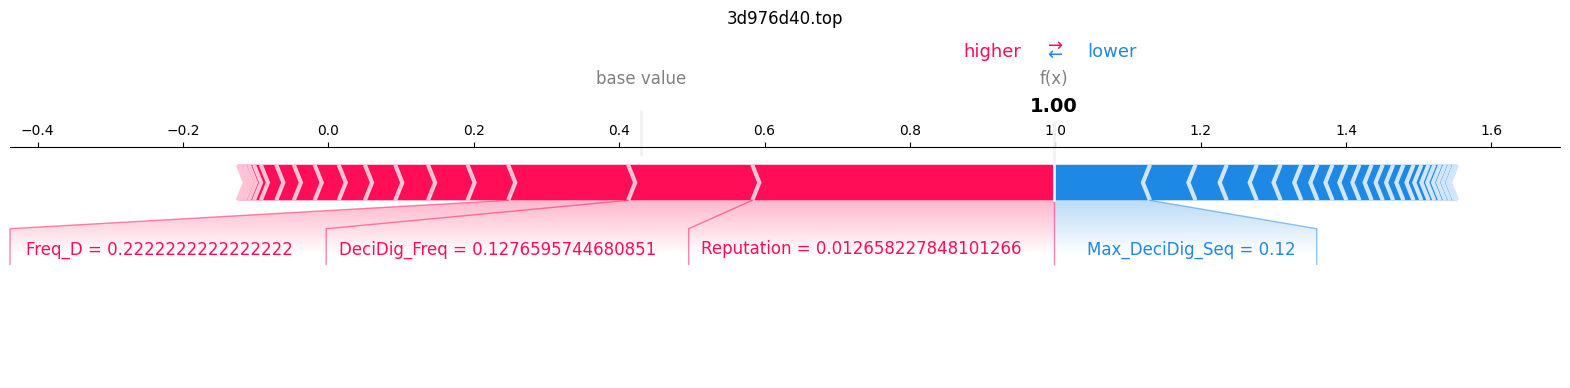 3d976d40.top
higher ⇄ lower
base value f(x)
1.00
−0.4 −0.2 0.0 0.2 0.4 0.6 0.8 1.0 1.2 1.4 1.6
Freq_D = 0.2222222222222222 DeciDig_Freq = 0.1276595744680851 Reputation = 0.012658227848101266 Max_DeciDig_Seq = 0.12